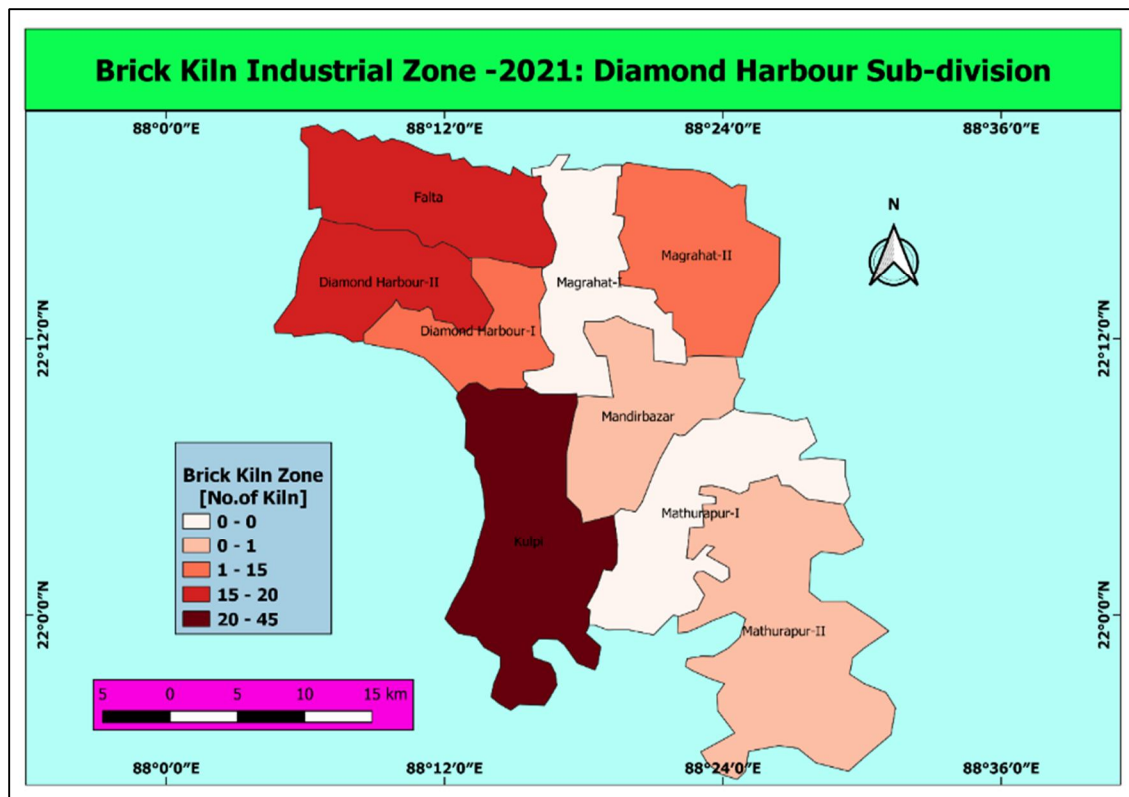 Brick Kiln Industrial Zone -2021: Diamond Harbour Sub-division
88°0'0"E 88°12'0"E 88°24'0"E 88°36'0"E
N
Falta
Magrahat-II
Diamond Harbour-II
Magrahat-I
Diamond Harbour-I
22°12'0"N
22°12'0"N
Mandirbazar
Mathurapur-I
Kulpi
Mathurapur-II
Brick Kiln Zone
[No.of Kiln]
0 - 0
0 - 1
1 - 15
15 - 20
20 - 45
22°0'0"N
22°0'0"N
5 0 5 10 15 km
88°0'0"E 88°12'0"E 88°24'0"E 88°36'0"E